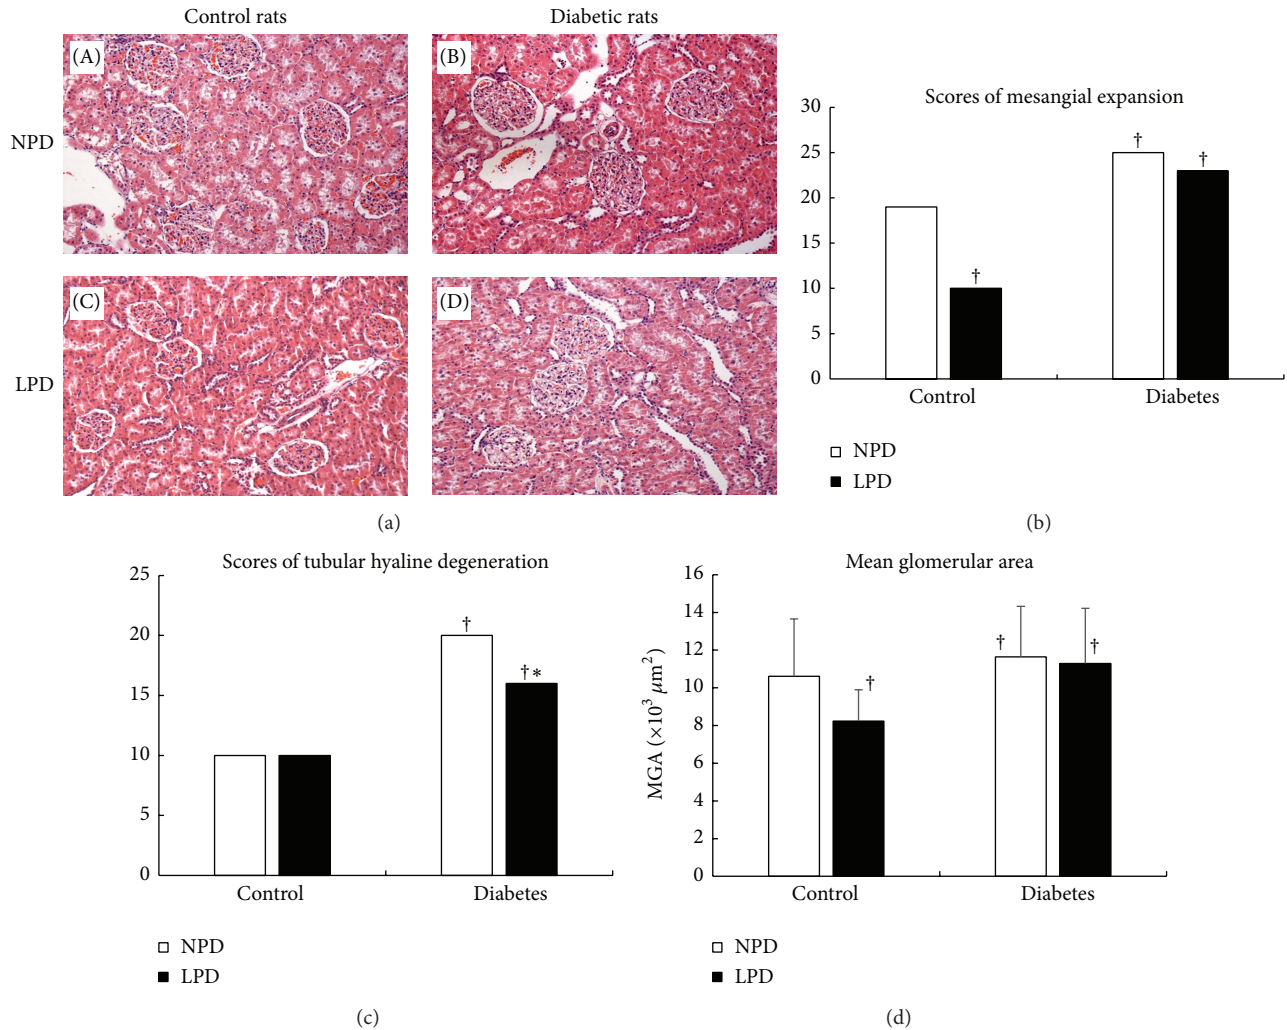 Control rats
Diabetic rats
NPD
(A)
(B)
LPD
(C)
(D)
(a)
Scores of mesangial expansion
30
25
20
15
10
5
0
†
†
†
Control
Diabetes
NPD
LPD
(b)
Scores of tubular hyaline degeneration
25
20
15
10
5
0
†
†*
Control
Diabetes
NPD
LPD
(c)
Mean glomerular area
MGA (×10³ μm²)
16
14
12
10
8
6
4
2
0
†
†
†
Control
Diabetes
NPD
LPD
(d)